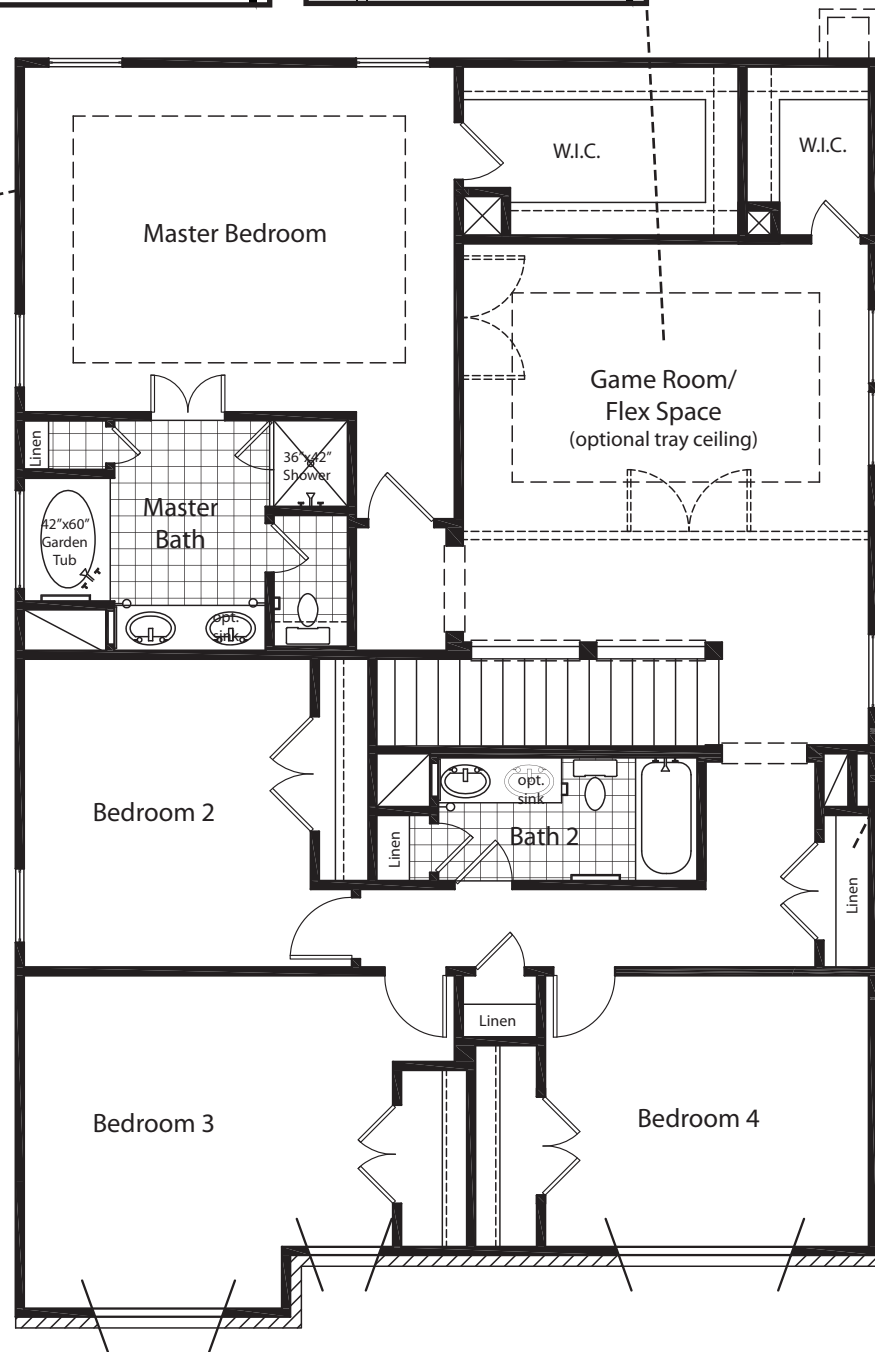 W.I.C.
W.I.C.
Master Bedroom
Game Room/
Flex Space
(optional tray ceiling)
Linen
36"x42"
Shower
Master
Bath
42"x60"
Garden
Tub
opt.
sink
Bedroom 2
opt.
sink
Bath 2
Linen
Linen
Linen
Bedroom 3
Bedroom 4